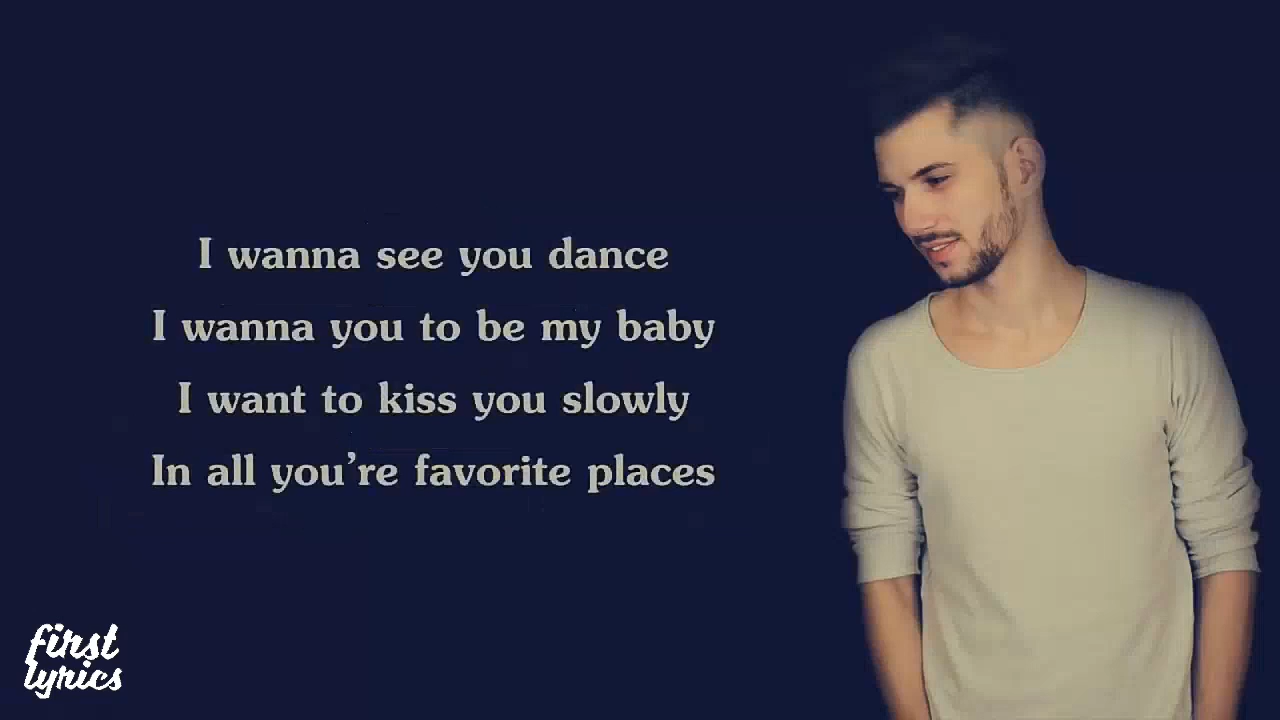 I wanna see you dance
I wanna you to be my baby
I want to kiss you slowly
In all you're favorite places
first
lyrics